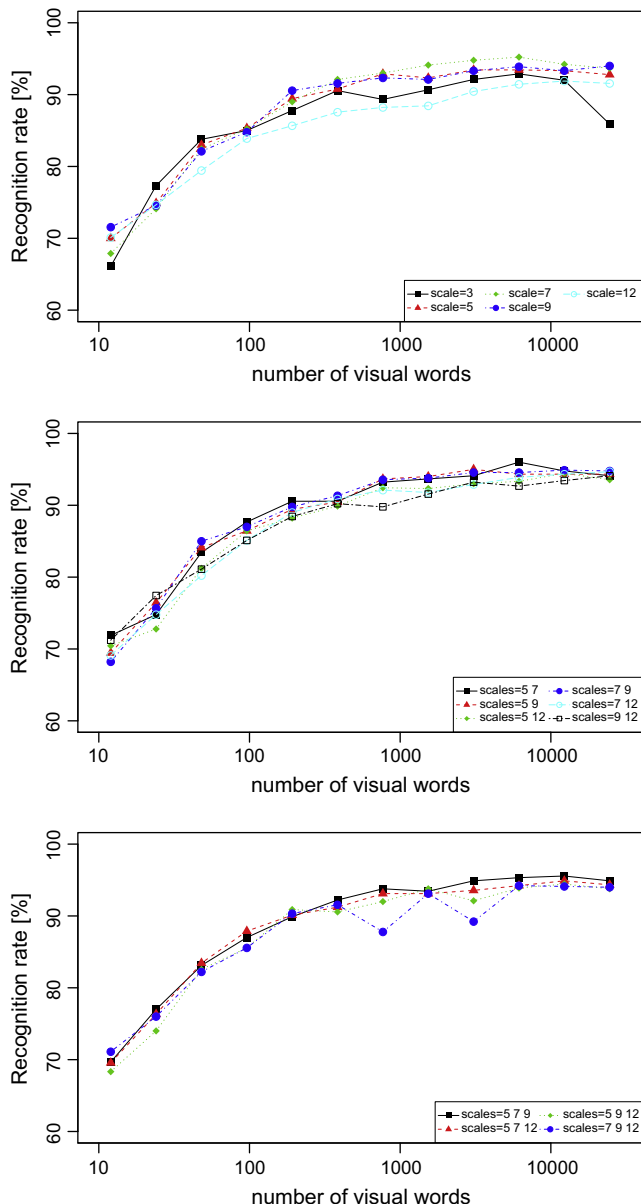 100
90
80
70
60
Recognition rate [%]
scale=3 scale=7 scale=12
scale=5 scale=9
10 100 1000 10000
number of visual words
100
90
80
70
60
Recognition rate [%]
scales=5 7 scales=7 9
scales=5 9 scales=7 12
scales=5 12 scales=9 12
10 100 1000 10000
number of visual words
100
90
80
70
60
Recognition rate [%]
scales=5 7 9 scales=5 9 12
scales=5 7 12 scales=7 9 12
10 100 1000 10000
number of visual words